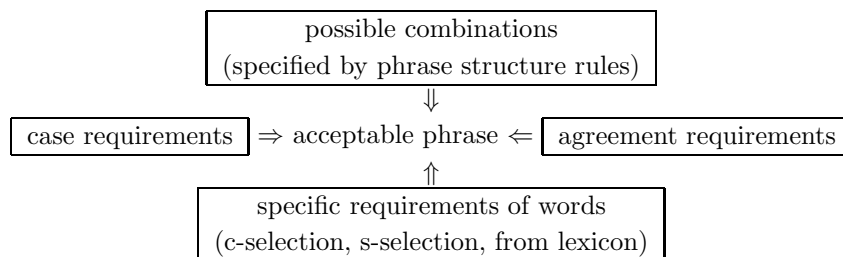 possible combinations
(specified by phrase structure rules)
⇓
case requirements ⇒ acceptable phrase ⇐ agreement requirements
⇑
specific requirements of words
(c-selection, s-selection, from lexicon)